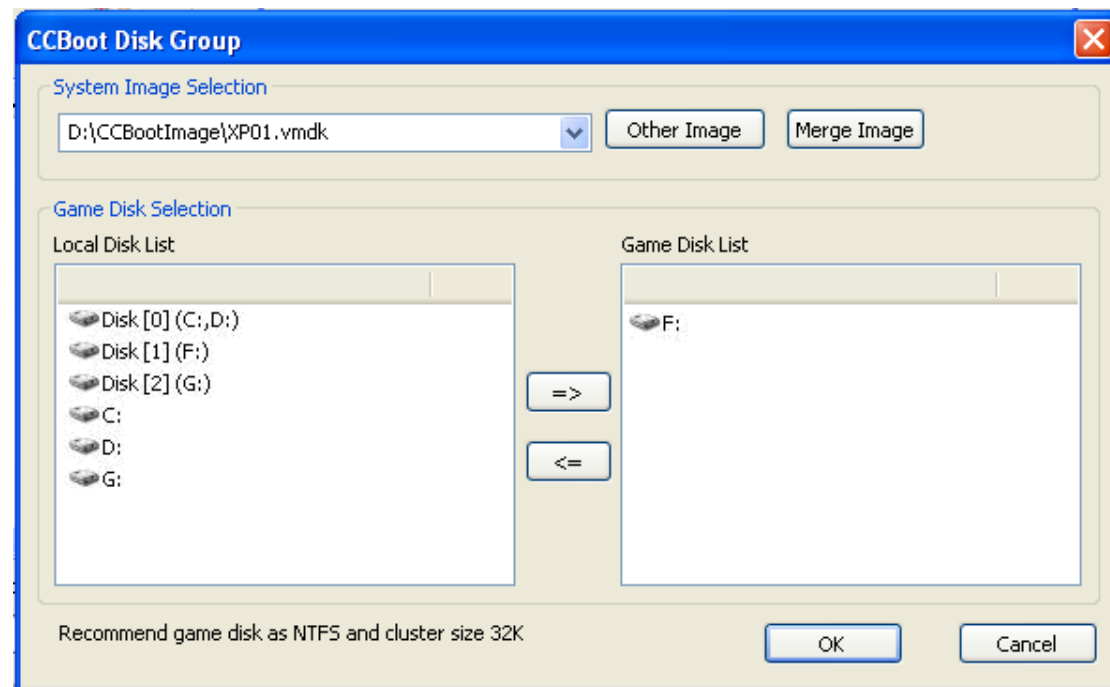 CCBoot Disk Group
System Image Selection
D:\CCBootImage\XP01.vmdk
Other Image
Merge Image
Game Disk Selection
Local Disk List
Game Disk List
Disk [0] (C:,D:)
Disk [1] (F:)
Disk [2] (G:)
C:
D:
G:
F:
=>
<=
Recommend game disk as NTFS and cluster size 32K
OK
Cancel